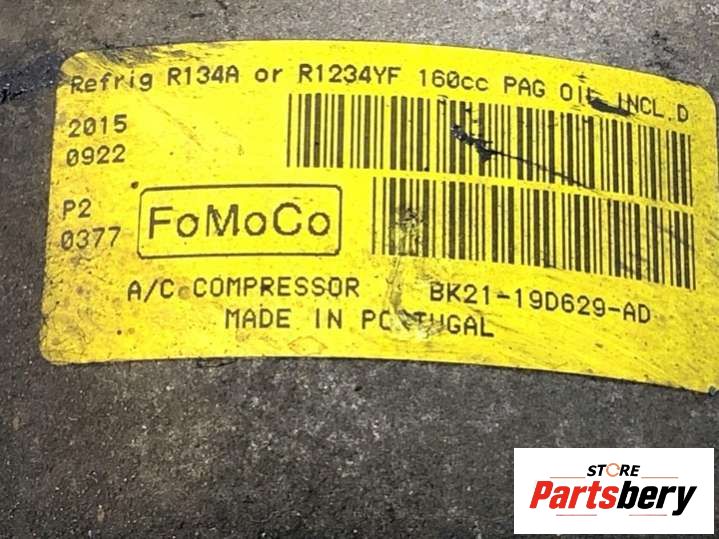 Refrig R134A or R1234YF 160cc PAG OIL INCL.D
2015
0922
P2
0377
FoMoCo
A/C COMPRESSOR BK21-19D629-AD
MADE IN PORTUGAL
STORE
Partsbery